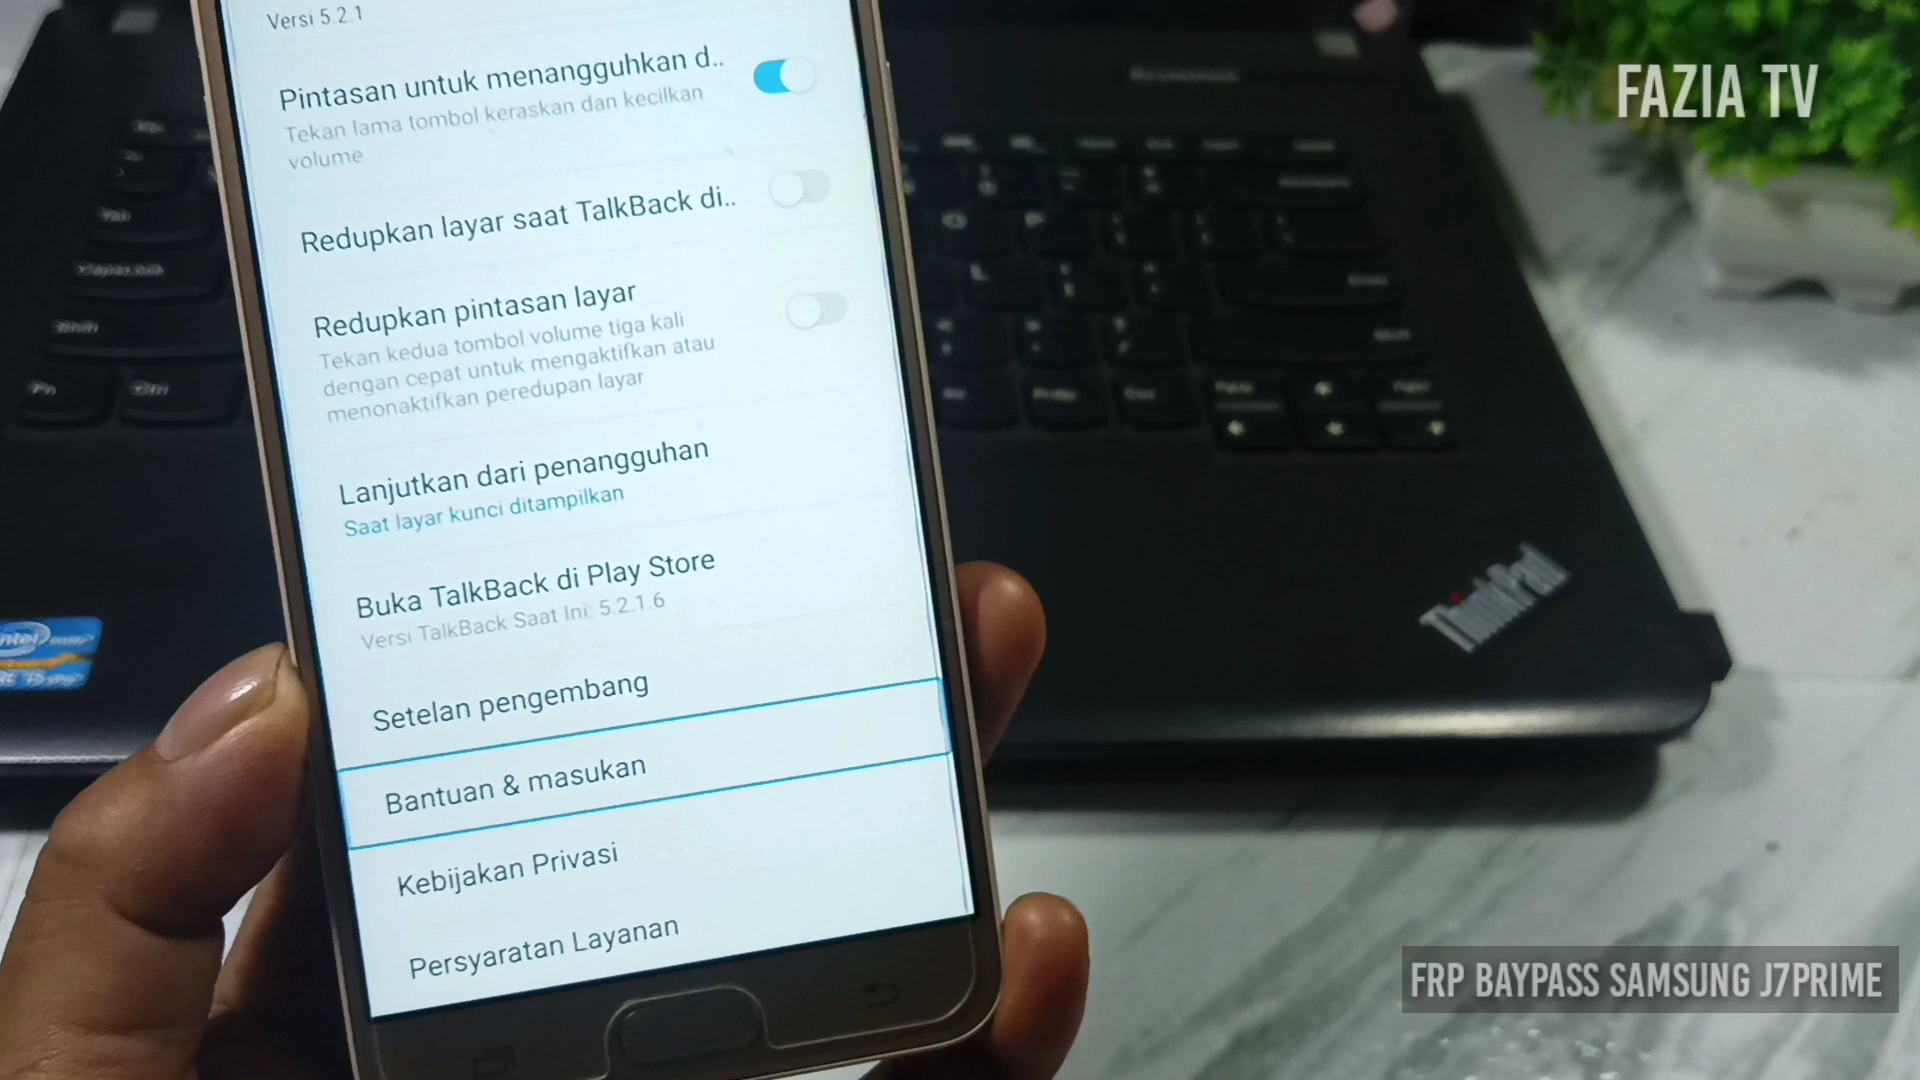 Versi 5.2.1
Pintasan untuk menangguhkan d..
Tekan lama tombol keraskan dan kecilkan
volume
Redupkan layar saat TalkBack di..
Redupkan pintasan layar
Tekan kedua tombol volume tiga kali
dengan cepat untuk mengaktifkan atau
menonaktifkan peredupan layar
Lanjutkan dari penangguhan
Saat layar kunci ditampilkan
Buka TalkBack di Play Store
Versi TalkBack Saat Ini: 5.2.1.6
Setelan pengembang
Bantuan & masukan
Kebijakan Privasi
Persyaratan Layanan
FAZIA TV
ThinkPad
FRP BAYPASS SAMSUNG J7PRIME